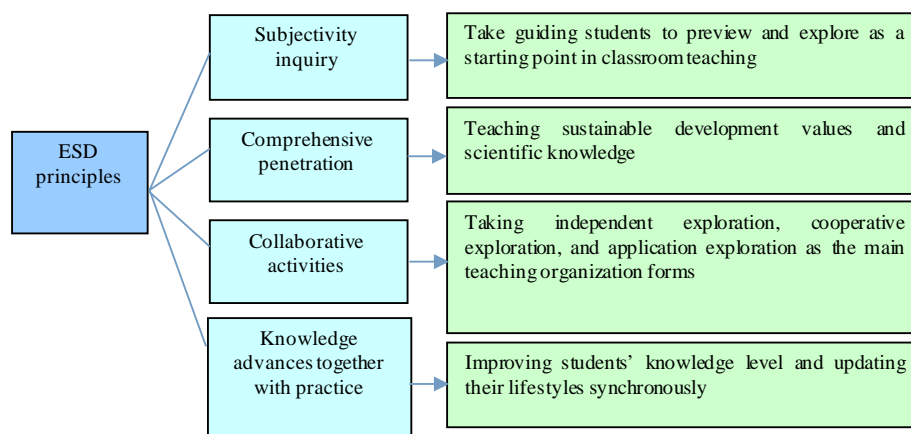 Subjectivity
inquiry
Take guiding students to preview and explore as a
starting point in classroom teaching
ESD
principles
Comprehensive
penetration
Teaching sustainable development values and
scientific knowledge
Collaborative
activities
Taking independent exploration, cooperative
exploration, and application exploration as the main
teaching organization forms
Knowledge
advances together
with practice
Improving students' knowledge level and updating
their lifestyles synchronously